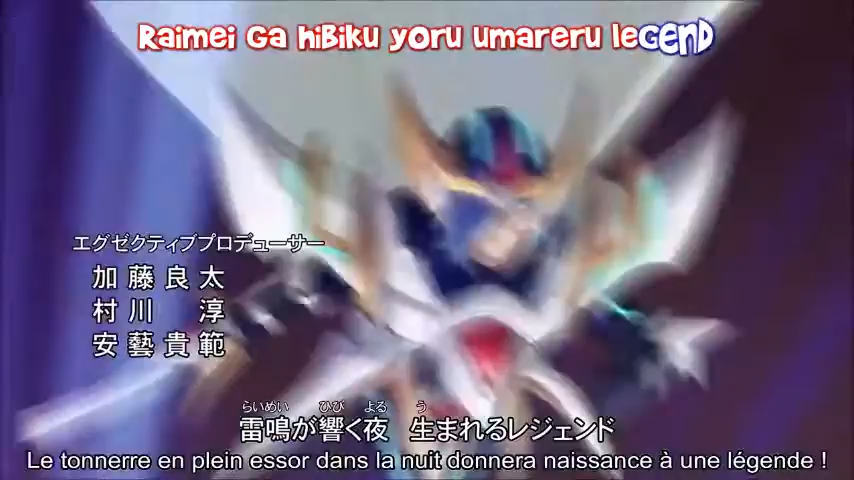 Raimei ga hibiku yoru umareru legend
エグゼクティブプロデューサー
加藤良太
村川 淳
安藝貴範
らいめい ひび よる う
雷鳴が響く夜 生まれるレジェンド
Le tonnerre en plein essor dans la nuit donnera naissance à une légende !